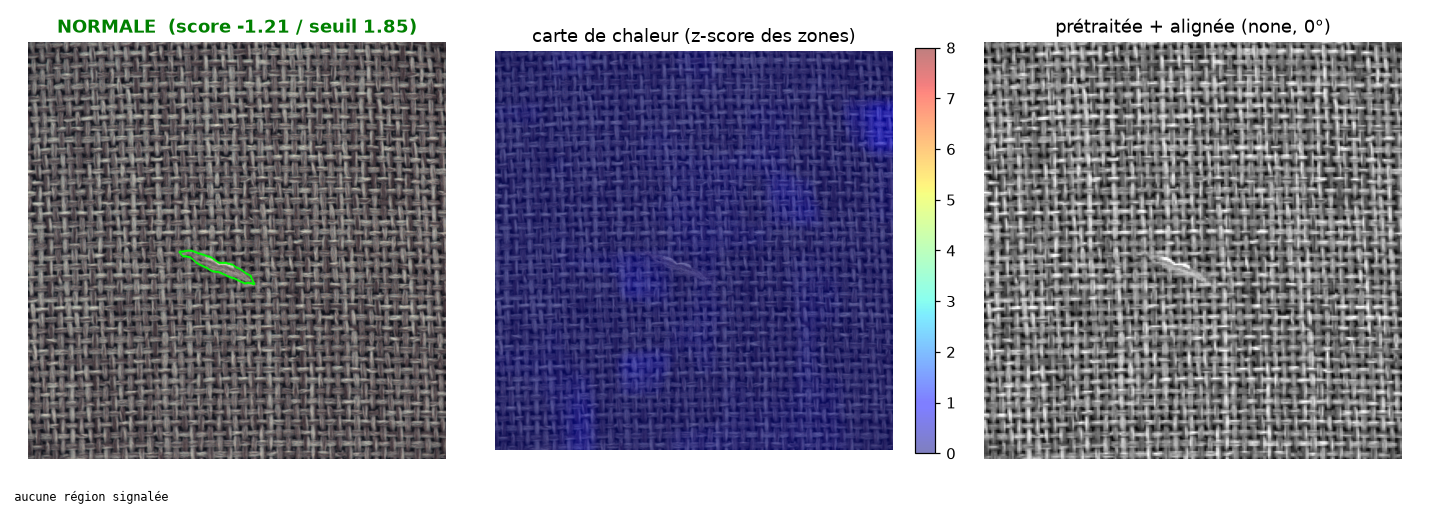 NORMALE  (score -1.21 / seuil 1.85)
carte de chaleur (z-score des zones)
prétraitée + alignée (none, 0°)
8
7
6
5
4
3
2
1
0
aucune région signalée